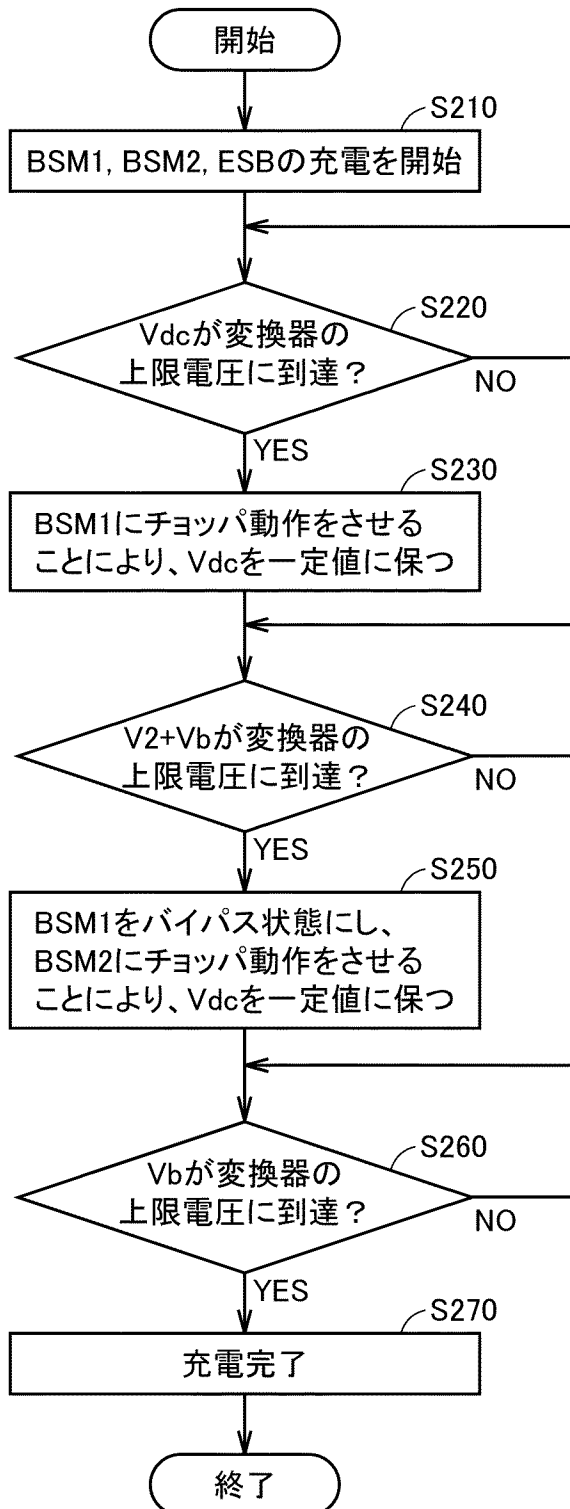 開始
S210
BSM1, BSM2, ESBの充電を開始
S220
Vdcが変換器の
上限電圧に到達？
NO
YES
S230
BSM1にチョッパ動作をさせる
ことにより、Vdcを一定値に保つ
S240
V2+Vbが変換器の
上限電圧に到達？
NO
YES
S250
BSM1をバイパス状態にし、
BSM2にチョッパ動作をさせる
ことにより、Vdcを一定値に保つ
S260
Vbが変換器の
上限電圧に到達？
NO
YES
S270
充電完了
終了